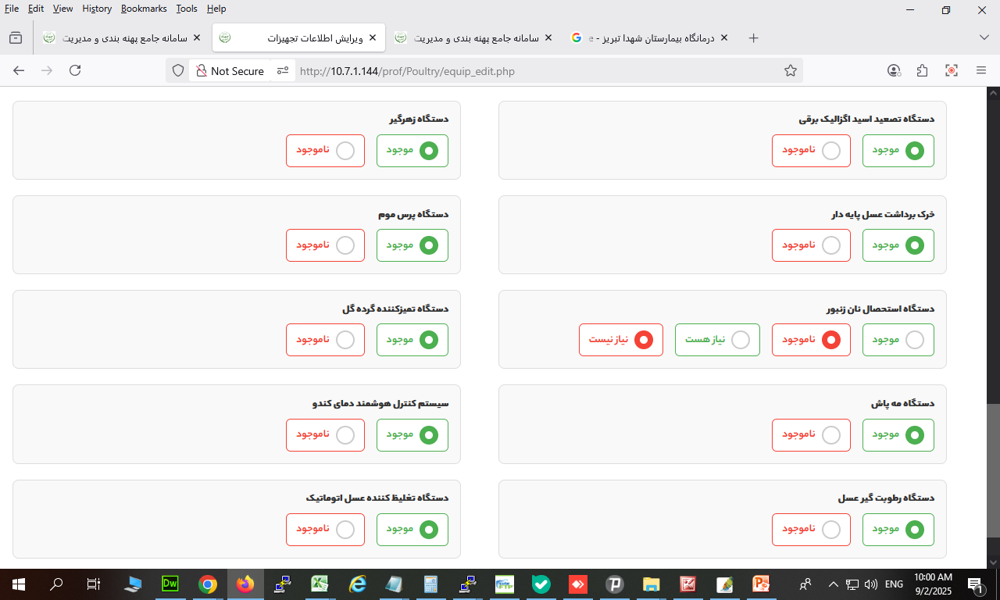 File Edit View History Bookmarks Tools Help
سامانه جامع پهنه بندی و مدیریت
ویرایش اطلاعات تجهیزات
سامانه جامع پهنه بندی و مدیریت
درمانگاه بیمارستان شهدا تبریز - e
Not Secure http://10.7.1.144/prof/Poultry/equip_edit.php
دستگاه تصعید اسید اگزالیک برقی
موجود ناموجود
دستگاه زهرگیر
موجود ناموجود
خرک برداشت عسل پایه دار
موجود ناموجود
دستگاه پرس موم
موجود ناموجود
دستگاه استحصال نان زنبور
موجود ناموجود نیاز هست نیاز نیست
دستگاه تمیزکننده گرده گل
موجود ناموجود
دستگاه مه پاش
موجود ناموجود
سیستم کنترل هوشمند دمای کندو
موجود ناموجود
دستگاه رطوبت گیر عسل
موجود ناموجود
دستگاه تغلیظ کننده عسل اتوماتیک
موجود ناموجود
Dw
ENG
10:00 AM
9/2/2025
1